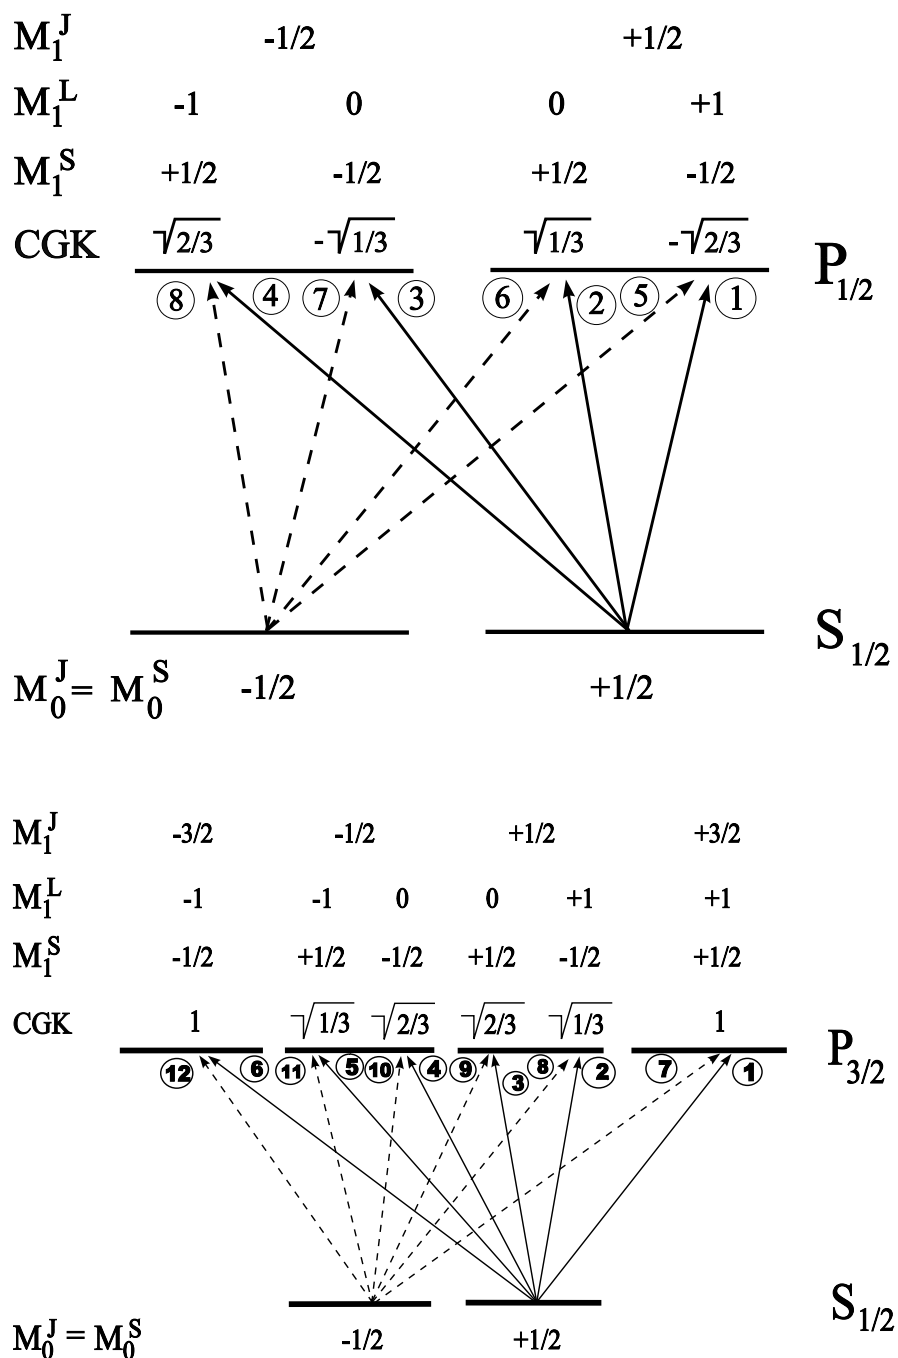 M₁ᴶ -1/2 +1/2
M₁ᴸ -1 0 0 +1
M₁ˢ +1/2 -1/2 +1/2 -1/2
CGK √2/3 -√1/3 √1/3 -√2/3
P₁/₂
8 4 7 3 6 2 5 1
S₁/₂
M₀ᴶ = M₀ˢ -1/2 +1/2
M₁ᴶ -3/2 -1/2 +1/2 +3/2
M₁ᴸ -1 -1 0 0 +1 +1
M₁ˢ -1/2 +1/2 -1/2 +1/2 -1/2 +1/2
CGK 1 √1/3 √2/3 √2/3 √1/3 1
P₃/₂
12 6 11 5 10 4 9 3 8 2 7 1
S₁/₂
M₀ᴶ = M₀ˢ -1/2 +1/2